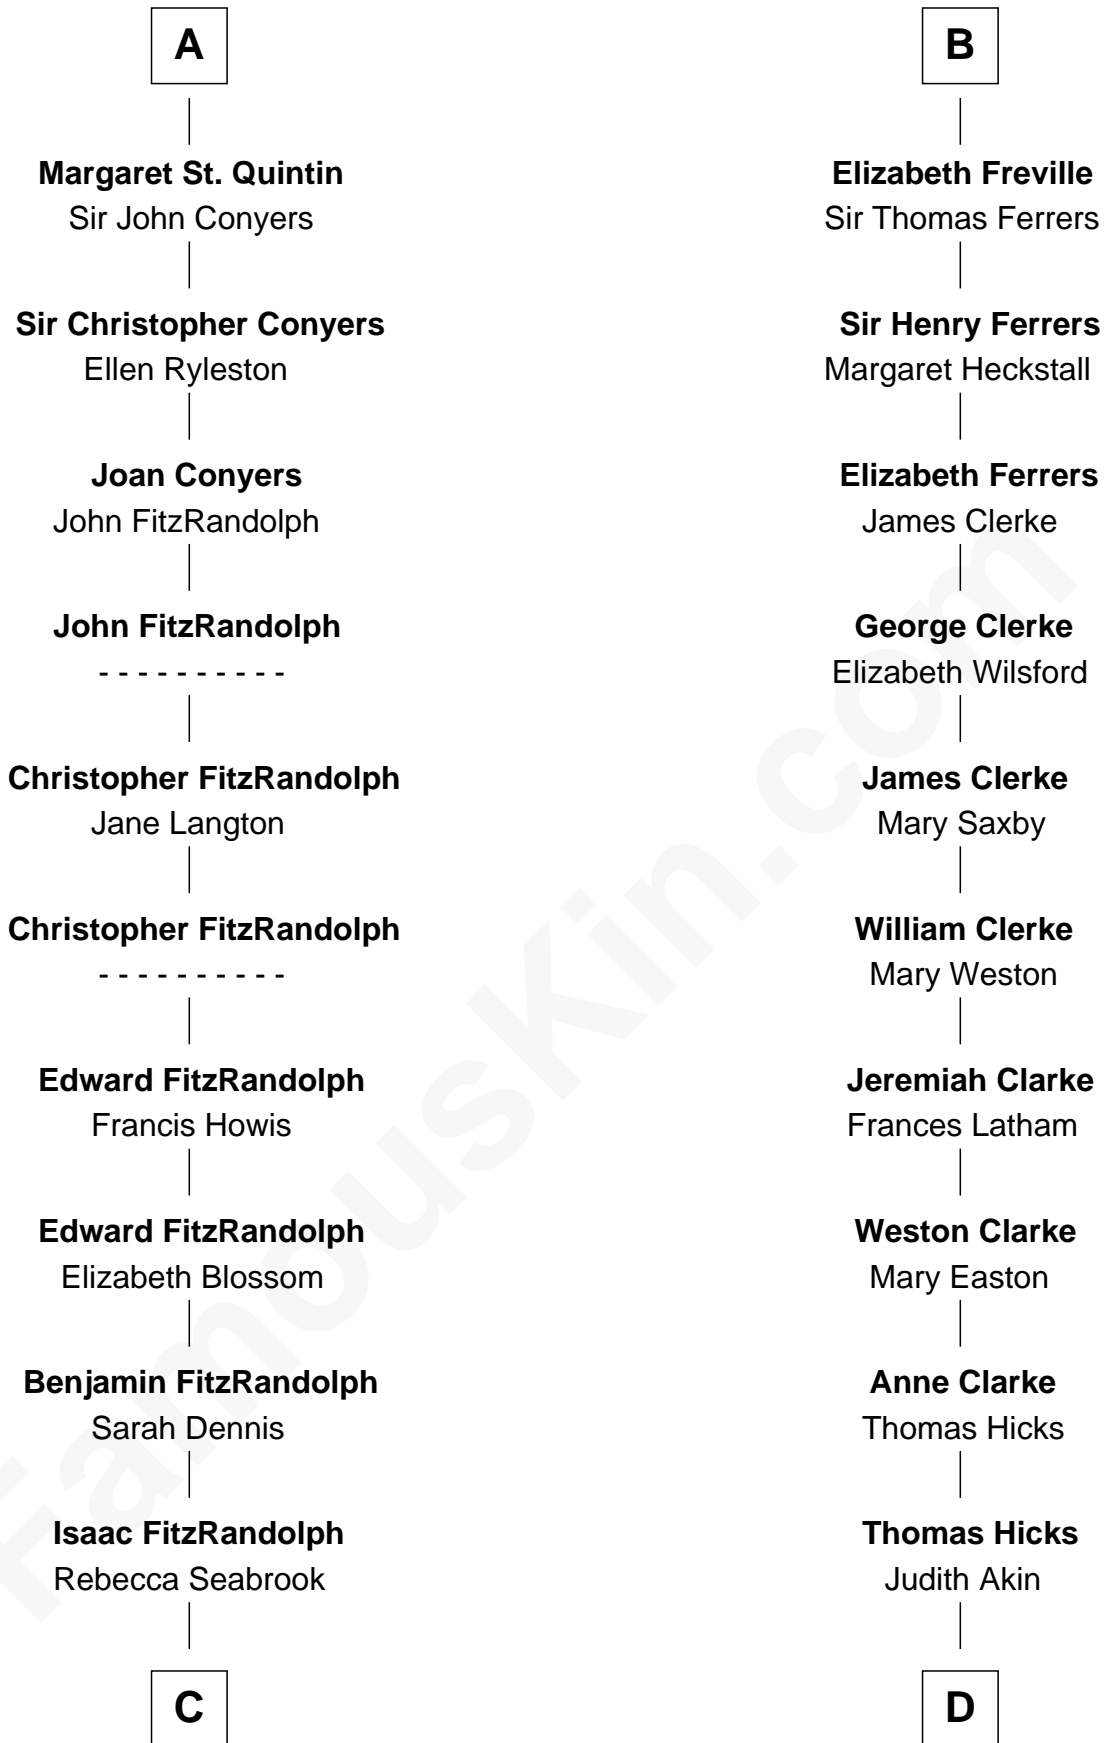 A
Margaret St. Quintin
Sir John Conyers
Sir Christopher Conyers
Ellen Ryleston
Joan Conyers
John FitzRandolph
John FitzRandolph
- - - - - - - - - -
Christopher FitzRandolph
Jane Langton
Christopher FitzRandolph
- - - - - - - - - -
Edward FitzRandolph
Francis Howis
Edward FitzRandolph
Elizabeth Blossom
Benjamin FitzRandolph
Sarah Dennis
Isaac FitzRandolph
Rebecca Seabrook
C
B
Elizabeth Freville
Sir Thomas Ferrers
Sir Henry Ferrers
Margaret Heckstall
Elizabeth Ferrers
James Clerke
George Clerke
Elizabeth Wilsford
James Clerke
Mary Saxby
William Clerke
Mary Weston
Jeremiah Clarke
Frances Latham
Weston Clarke
Mary Easton
Anne Clarke
Thomas Hicks
Thomas Hicks
Judith Akin
D
FamousKin.com